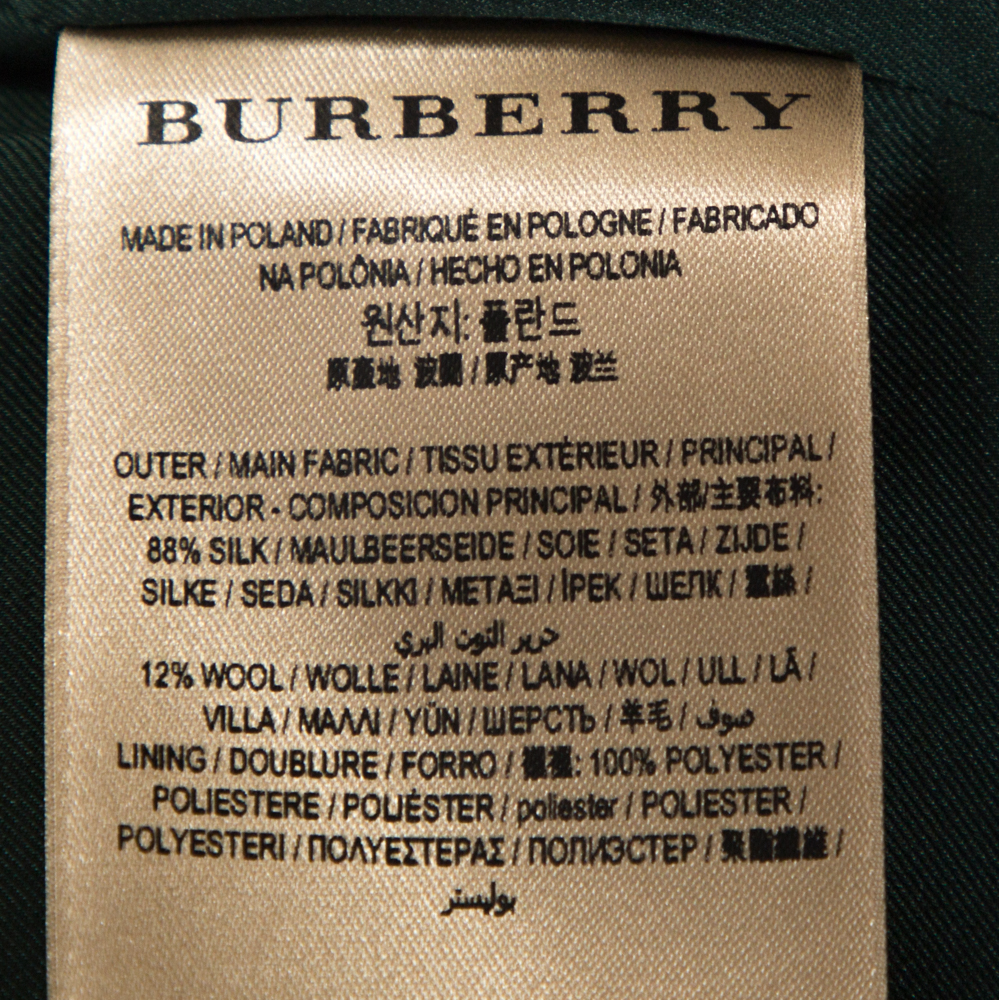 BURBERRY
MADE IN POLAND / FABRIQUÉ EN POLOGNE / FABRICADO
NA POLÔNIA / HECHO EN POLONIA
원산지: 폴란드
原產地 波蘭 / 原产地 波兰
OUTER / MAIN FABRIC / TISSU EXTÉRIEUR / PRINCIPAL /
EXTERIOR - COMPOSICION PRINCIPAL / 外部/主要布料:
88% SILK / MAULBEERSEIDE / SOIE / SETA / ZIJDE /
SILKE / SEDA / SILKKI / ΜΕΤΑΞΙ / İPEK / ШЕЛК / 蠶絲 /
حرير التوت البري
12% WOOL / WOLLE / LAINE / LANA / WOL / ULL / LÃ /
VILLA / ΜΑΛΛΙ / YÜN / ШЕРСТЬ / 羊毛 / صوف
LINING / DOUBLURE / FORRO / 襯裡: 100% POLYESTER /
POLIESTERE / POLIÉSTER / poliester / POLIESTER /
POLYESTERI / ΠΟΛΥΕΣΤΕΡΑΣ / ПОЛИЭСТЕР / 聚酯纖維 /
بوليستر